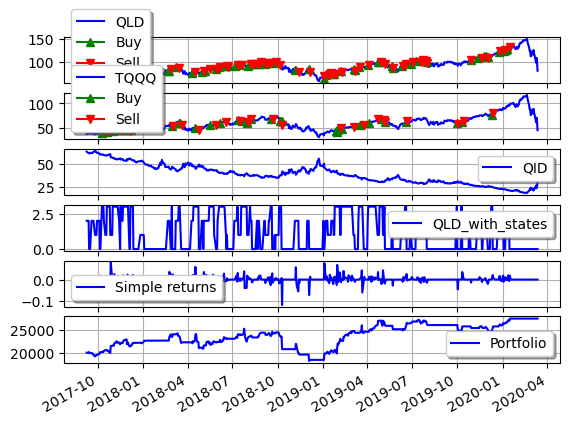 QLD
Buy
Sell
150
100
TQQQ
Buy
Sell
100
50
50
25
QID
2.5
0.0
QLD_with_states
0.0
−0.1
Simple returns
25000
20000
Portfolio
2017-10
2018-01
2018-04
2018-07
2018-10
2019-01
2019-04
2019-07
2019-10
2020-01
2020-04